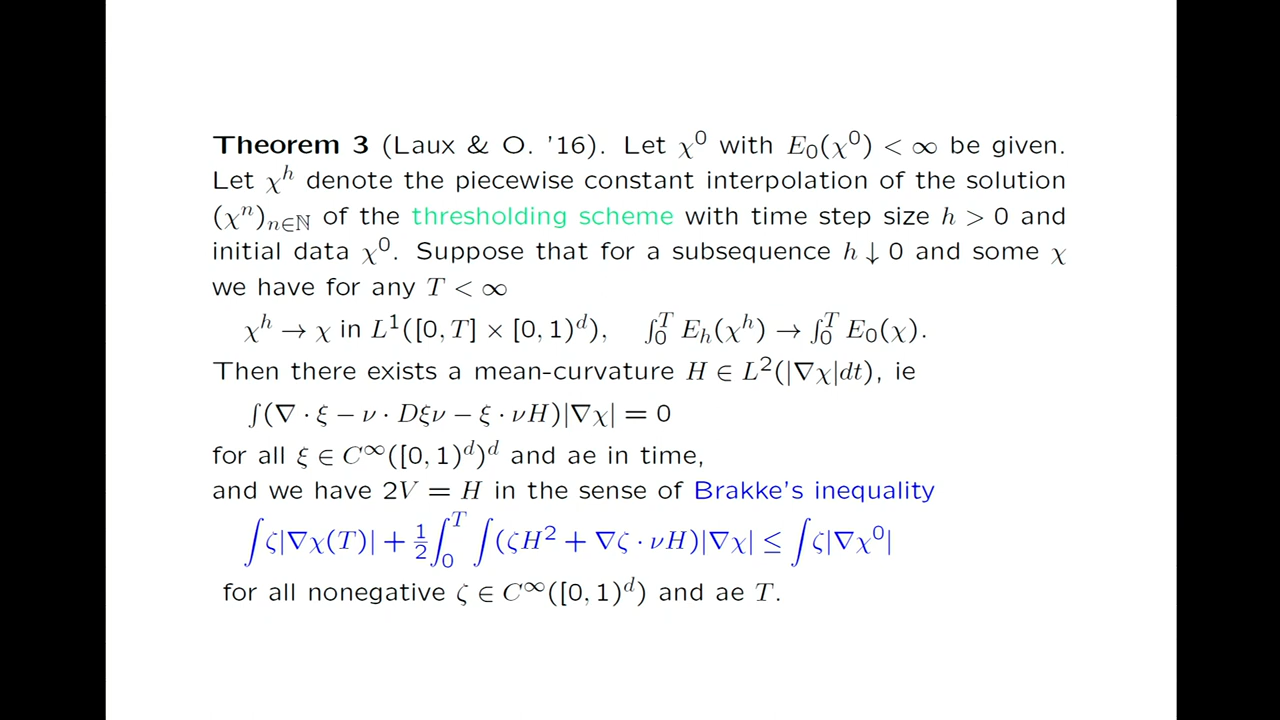 Theorem 3 (Laux & O. '16). Let χ⁰ with E₀(χ⁰) < ∞ be given.
Let χʰ denote the piecewise constant interpolation of the solution
(χⁿ)ₙ∈ℕ of the thresholding scheme with time step size h > 0 and
initial data χ⁰. Suppose that for a subsequence h ↓ 0 and some χ
we have for any T < ∞
χʰ → χ in L¹([0, T] × [0, 1)ᵈ), ∫₀ᵀ Eₕ(χʰ) → ∫₀ᵀ E₀(χ).
Then there exists a mean-curvature H ∈ L²(|∇χ|dt), ie
∫(∇ · ξ − ν · Dξν − ξ · νH)|∇χ| = 0
for all ξ ∈ C^∞([0, 1)ᵈ)ᵈ and ae in time,
and we have 2V = H in the sense of Brakke's inequality
∫ζ|∇χ(T)| + ½∫₀ᵀ ∫(ζH² + ∇ζ · νH)|∇χ| ≤ ∫ζ|∇χ⁰|
for all nonegative ζ ∈ C^∞([0, 1)ᵈ) and ae T.